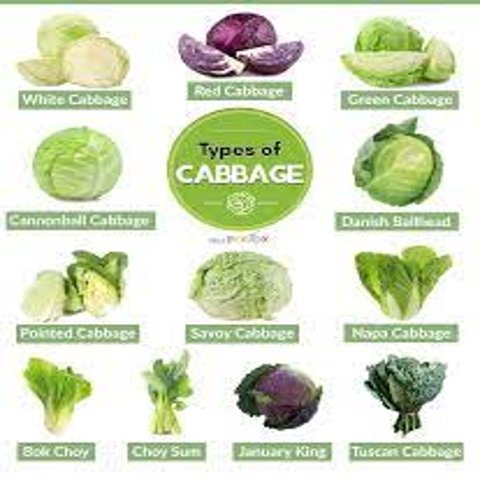 White Cabbage
Red Cabbage
Green Cabbage
Types of
CABBAGE
Cannonball Cabbage
Danish Ballhead
Pointed Cabbage
Savoy Cabbage
Napa Cabbage
Bok Choy
Choy Sum
January King
Tuscan Cabbage